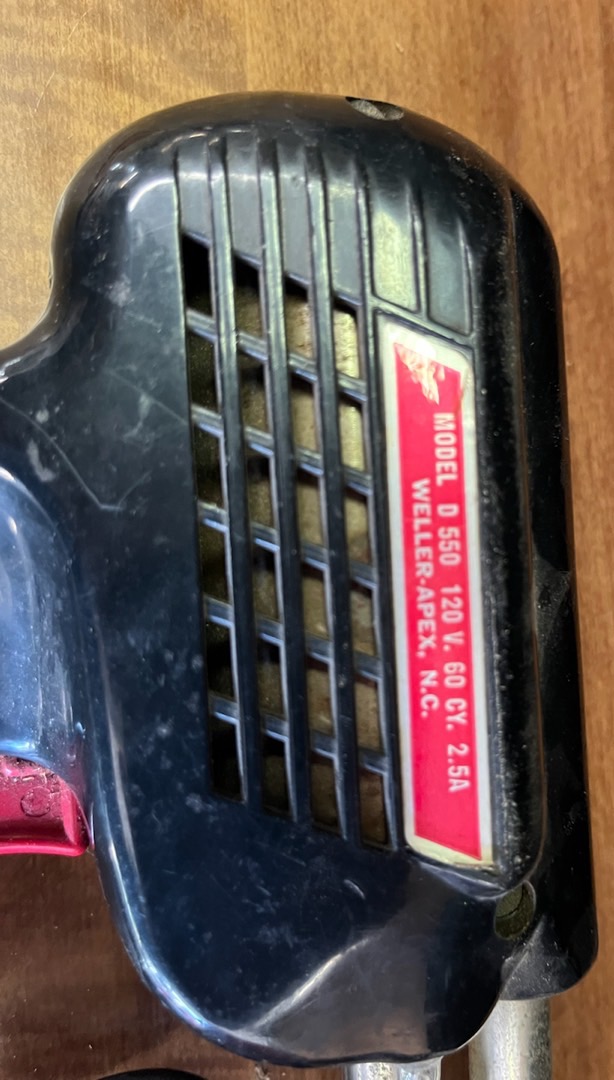 MODEL D 550 120 V. 60 CY. 2.5A
WELLER·APEX, N.C.